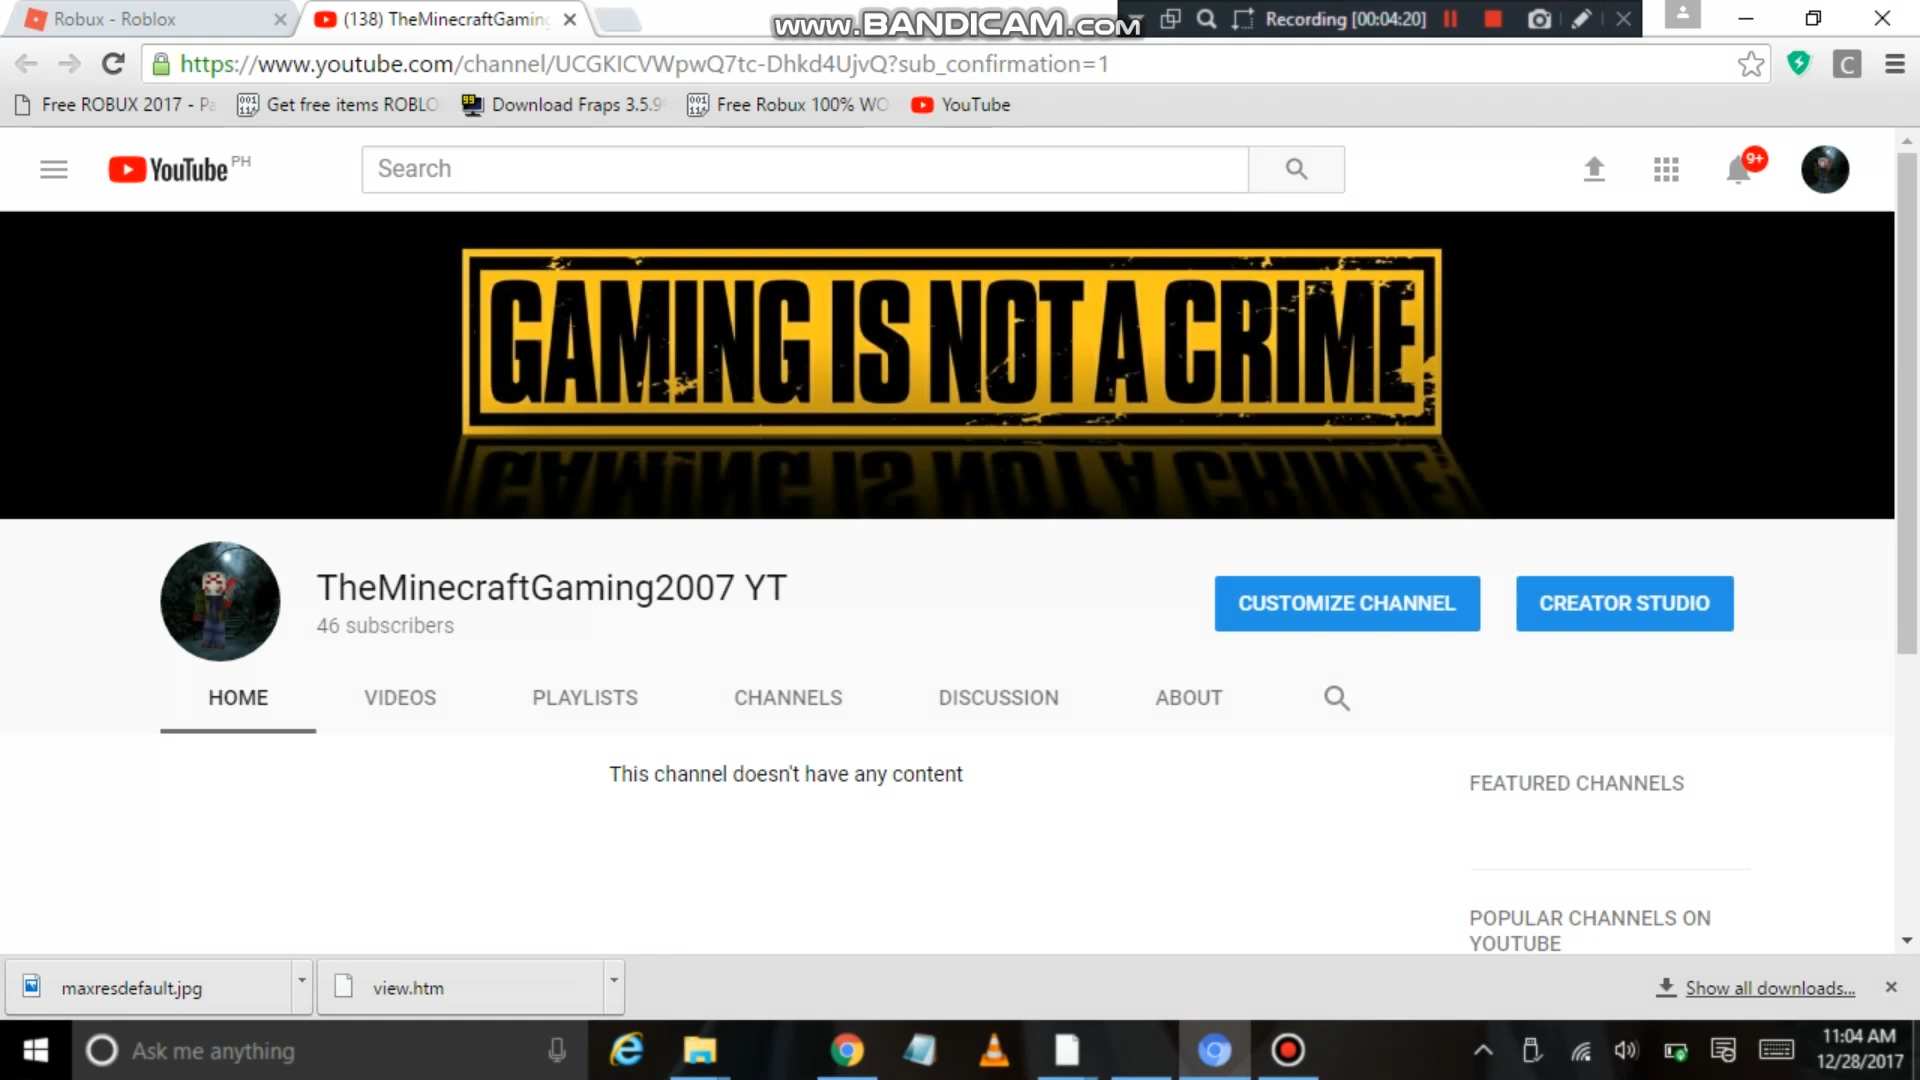 Robux - Roblox
(138) TheMinecraftGaming
www.BANDICAM.com
Recording [00:04:20]
https://www.youtube.com/channel/UCGKICVWpwQ7tc-Dhkd4UjvQ?sub_confirmation=1
C
Free ROBUX 2017 - Pa
Get free items ROBLO
Download Fraps 3.5.9
Free Robux 100% WO
YouTube
YouTube PH
Search
9+
GAMING IS NOT A CRIME
TheMinecraftGaming2007 YT
46 subscribers
CUSTOMIZE CHANNEL
CREATOR STUDIO
HOME
VIDEOS
PLAYLISTS
CHANNELS
DISCUSSION
ABOUT
This channel doesn't have any content
FEATURED CHANNELS
POPULAR CHANNELS ON
YOUTUBE
maxresdefault.jpg
view.htm
Show all downloads...
Ask me anything
11:04 AM
12/28/2017